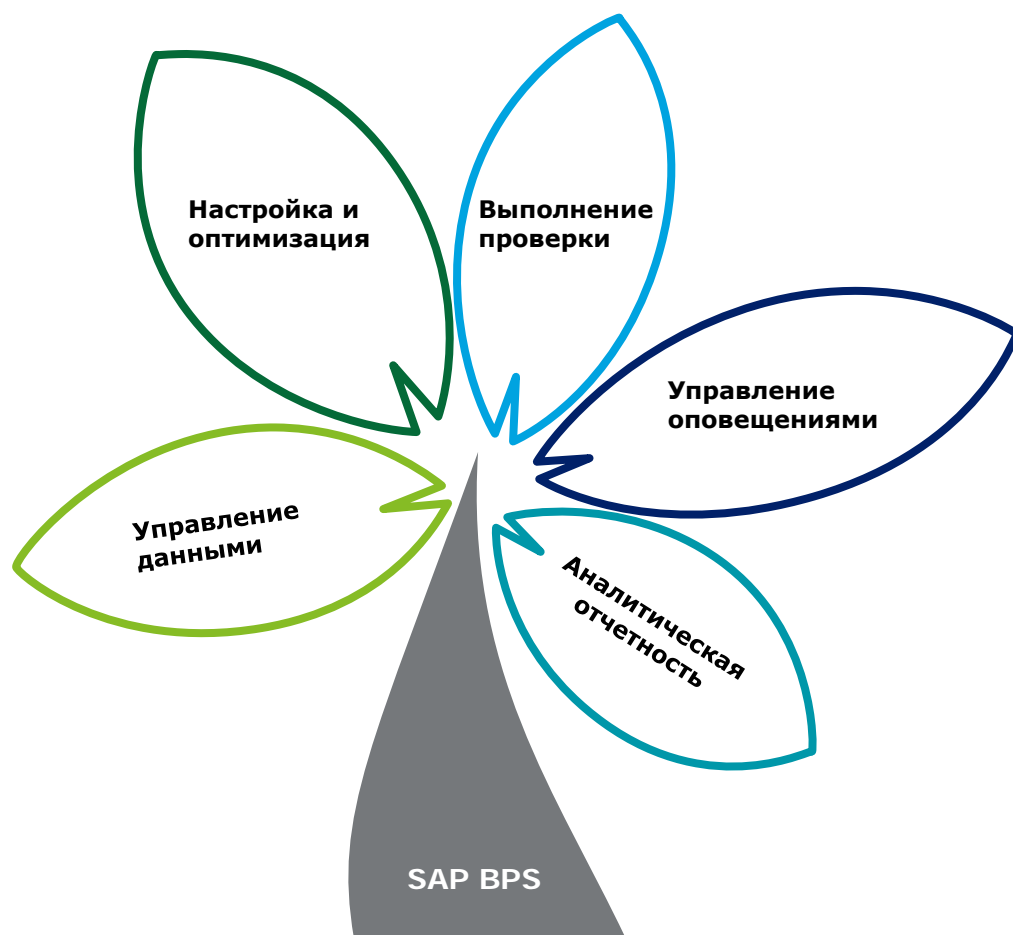 Настройка и
оптимизация
Выполнение
проверки
Управление
оповещениями
Управление
данными
Аналитическая
отчетность
SAP BPS